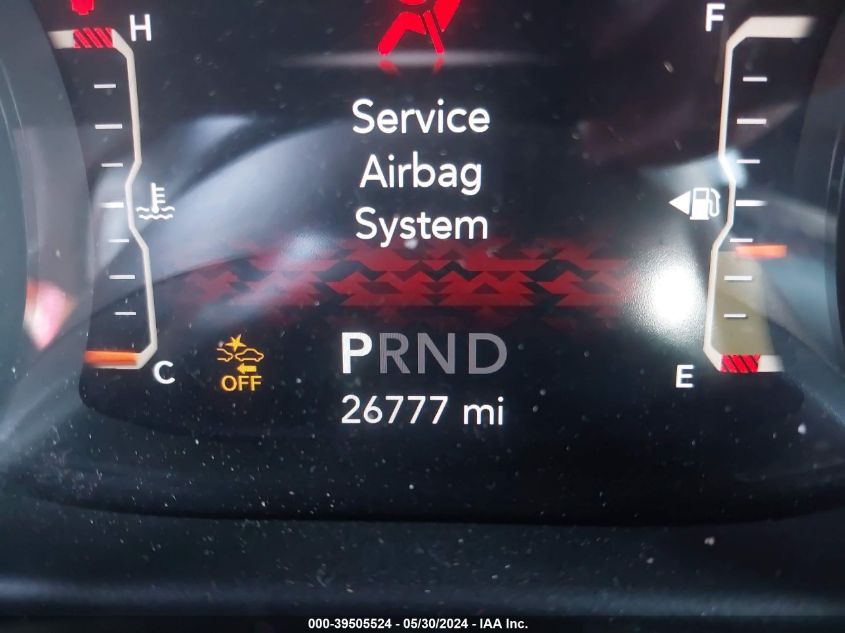 H
F
Service
Airbag
System
PRND
OFF
C
E
26777 mi
000-39505524 - 05/30/2024 - IAA Inc.